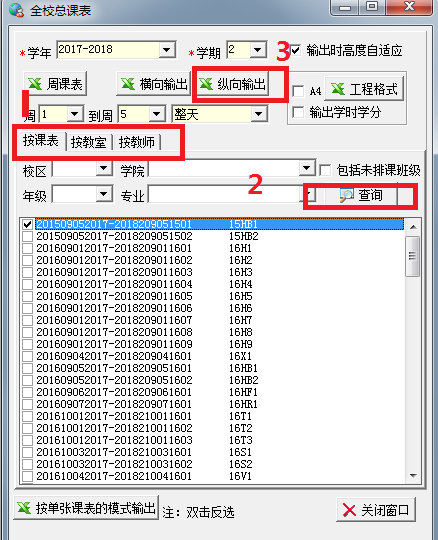 全校总课表
*学年 2017-2018 *学期 2 3 输出时高度自适应
周课表 横向输出 纵向输出 A4 工程格式
1 周 1 到周 5 整天 输出学时学分
按课表 按教室 按教师
校区 学院 包括未排课班级
年级 专业 2 查询
201509052017-2018209051501 15HB1
201509052017-2018209051502 15HB2
201609012017-2018209011601 16H1
201609012017-2018209011602 16H2
201609012017-2018209011603 16H3
201609012017-2018209011604 16H4
201609012017-2018209011605 16H5
201609012017-2018209011606 16H6
201609012017-2018209011607 16H7
201609012017-2018209011608 16H8
201609012017-2018209011609 16H9
201609042017-2018209041601 16X1
201609052017-2018209051601 16HB1
201609052017-2018209051602 16HB2
201609062017-2018209061601 16HF1
201609072017-2018209071601 16HR1
201610012017-2018210011601 16T1
201610012017-2018210011602 16T2
201610012017-2018210011603 16T3
201610032017-2018210031601 16S1
201610032017-2018210031602 16S2
201610042017-2018210041601 16V1
按单张课表的模式输出 注: 双击反选 关闭窗口